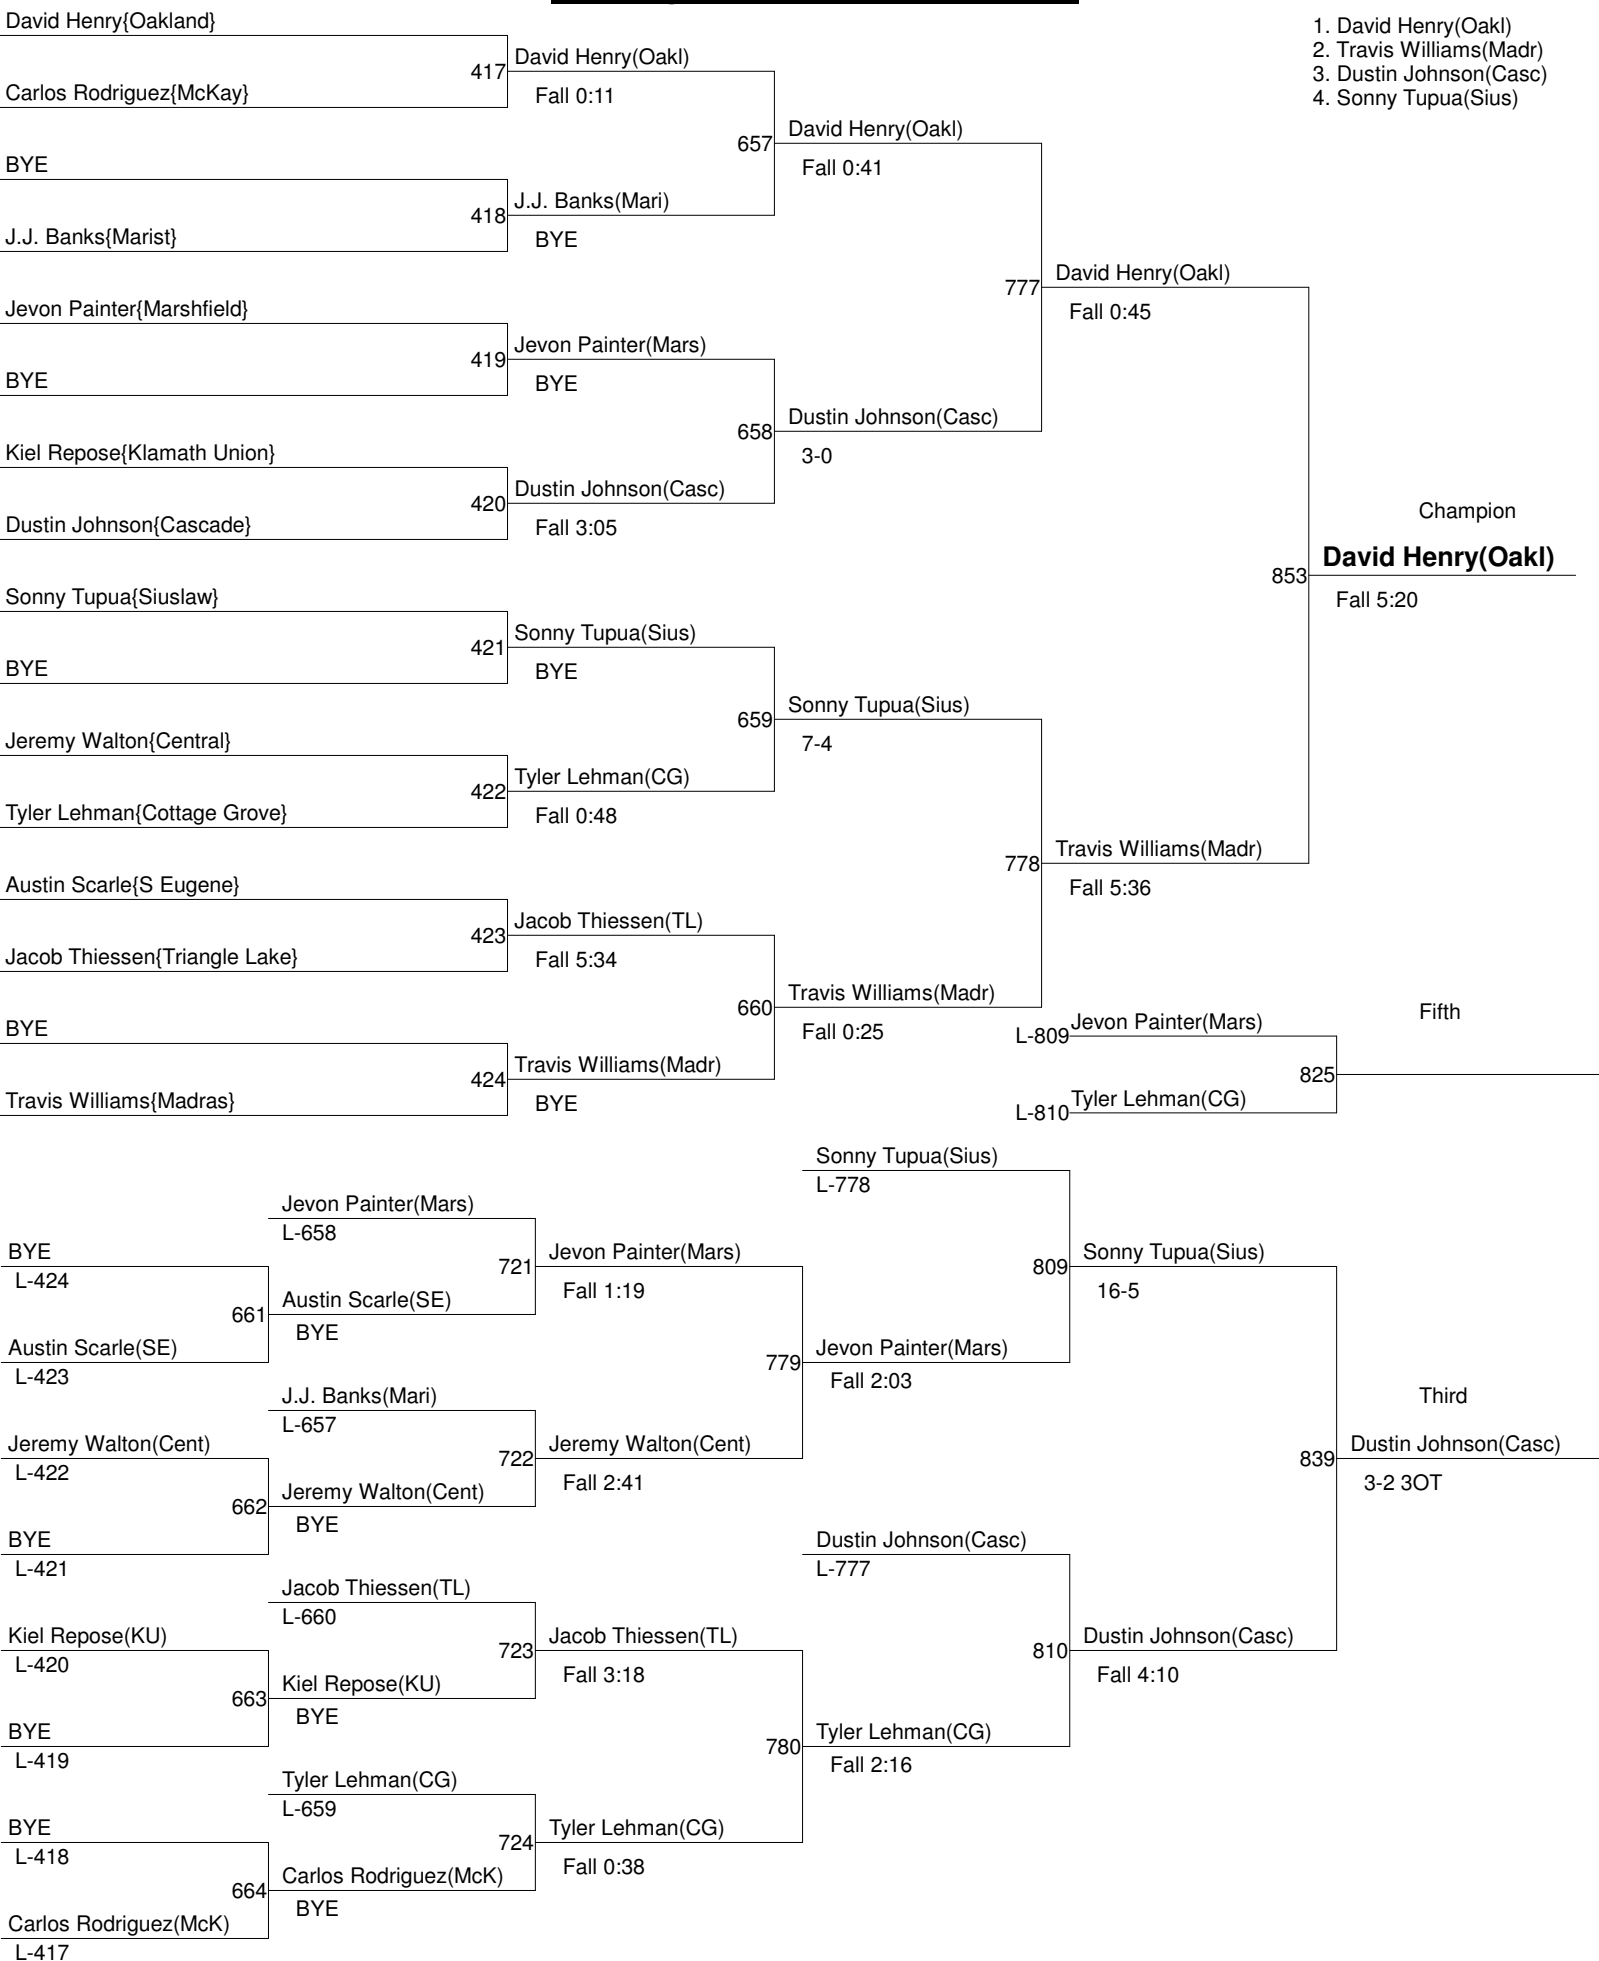 David Henry{Oakland}
Carlos Rodriguez{McKay}
BYE
J.J. Banks{Marist}
Jevon Painter{Marshfield}
BYE
Kiel Repose{Klamath Union}
Dustin Johnson{Cascade}
Sonny Tupua{Siuslaw}
BYE
Jeremy Walton{Central}
Tyler Lehman{Cottage Grove}
Austin Scarle{S Eugene}
Jacob Thiessen{Triangle Lake}
BYE
Travis Williams{Madras}
417
David Henry(Oakl)
Fall 0:11
418
J.J. Banks(Mari)
BYE
419
Jevon Painter(Mars)
BYE
420
Dustin Johnson(Casc)
Fall 3:05
421
Sonny Tupua(Sius)
BYE
422
Tyler Lehman(CG)
Fall 0:48
423
Jacob Thiessen(TL)
Fall 5:34
424
Travis Williams(Madr)
BYE
657
David Henry(Oakl)
Fall 0:41
658
Dustin Johnson(Casc)
3-0
659
Sonny Tupua(Sius)
7-4
660
Travis Williams(Madr)
Fall 0:25
777
David Henry(Oakl)
Fall 0:45
778
Travis Williams(Madr)
Fall 5:36
1. David Henry(Oakl)
2. Travis Williams(Madr)
3. Dustin Johnson(Casc)
4. Sonny Tupua(Sius)
Champion
853
David Henry(Oakl)
Fall 5:20
Fifth
L-809
Jevon Painter(Mars)
825
L-810
Tyler Lehman(CG)
BYE
L-424
661
Austin Scarle(SE)
L-423
Jeremy Walton(Cent)
L-422
662
BYE
L-421
Kiel Repose(KU)
L-420
663
BYE
L-419
BYE
L-418
664
Carlos Rodriguez(McK)
L-417
Jevon Painter(Mars)
L-658
721
Austin Scarle(SE)
BYE
J.J. Banks(Mari)
L-657
722
Jeremy Walton(Cent)
BYE
Jacob Thiessen(TL)
L-660
723
Kiel Repose(KU)
BYE
Tyler Lehman(CG)
L-659
724
Carlos Rodriguez(McK)
BYE
Jevon Painter(Mars)
Fall 1:19
779
Jeremy Walton(Cent)
Fall 2:41
Jacob Thiessen(TL)
Fall 3:18
780
Tyler Lehman(CG)
Fall 0:38
Sonny Tupua(Sius)
L-778
809
Jevon Painter(Mars)
Fall 2:03
Dustin Johnson(Casc)
L-777
810
Tyler Lehman(CG)
Fall 2:16
Sonny Tupua(Sius)
16-5
839
Dustin Johnson(Casc)
Fall 4:10
Third
Dustin Johnson(Casc)
3-2 3OT